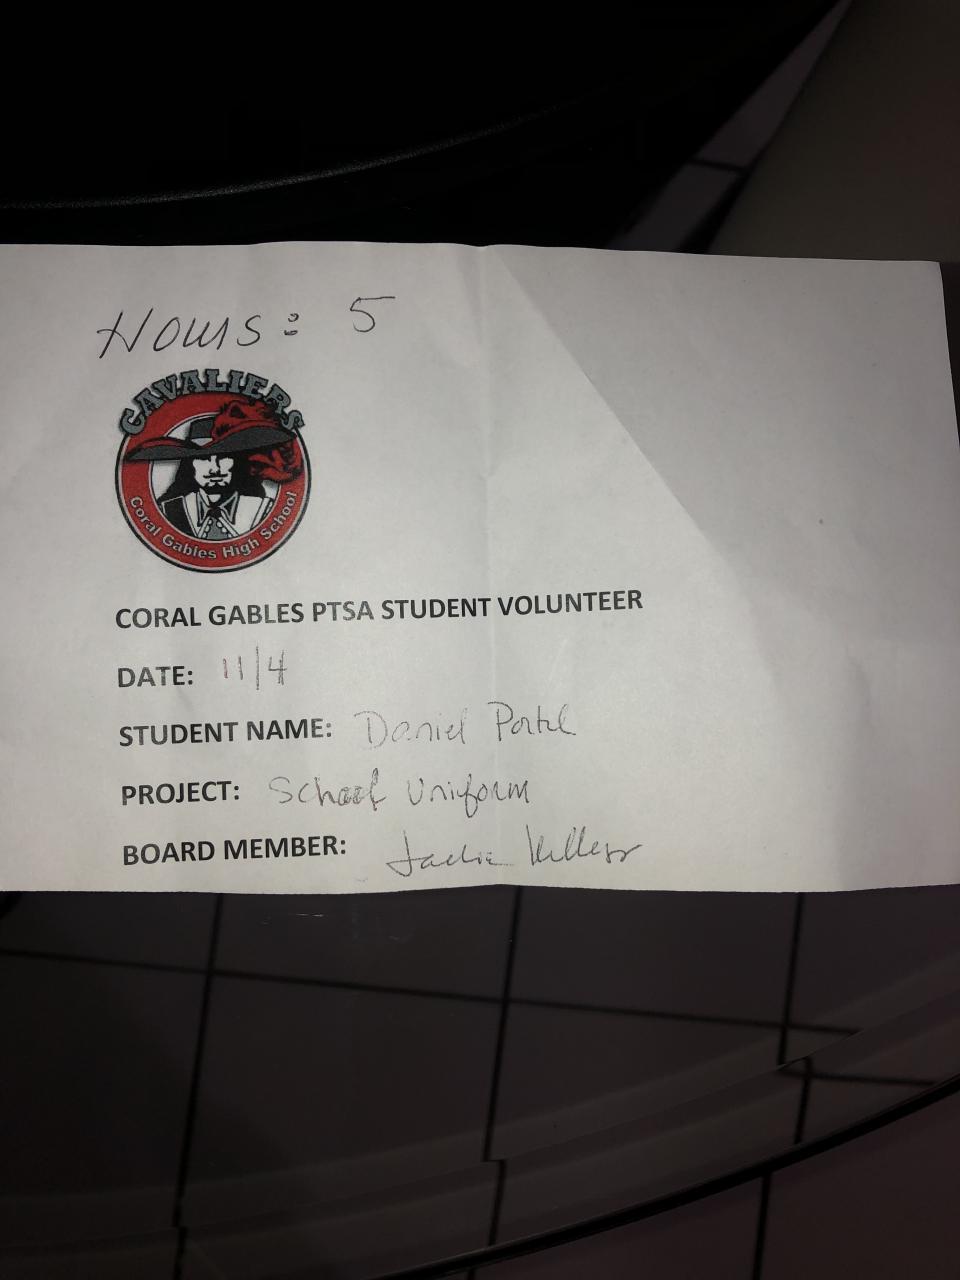 Hours: 5
CAVALIERS
Coral Gables High School
CORAL GABLES PTSA STUDENT VOLUNTEER
DATE: 11/4
STUDENT NAME: Daniel
PROJECT: School Uniform
BOARD MEMBER: Jackie